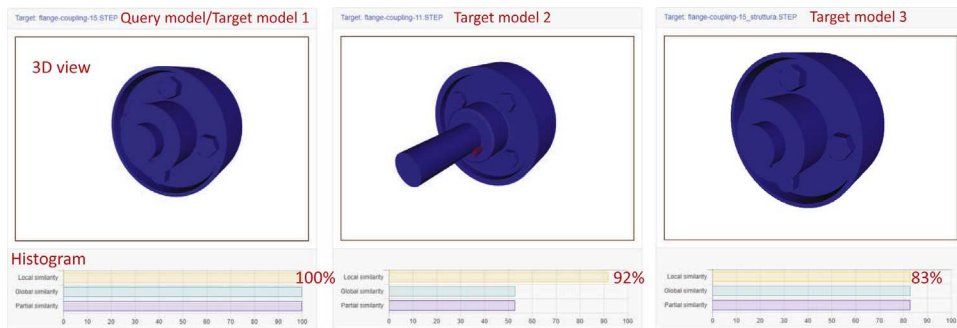 Target: flange-coupling-15.STEP Query model/Target model 1
3D view
Histogram
Local similarity 100%
Global similarity
Partial similarity
0 10 20 30 40 50 60 70 80 90 100
Target: flange-coupling-11.STEP Target model 2
Local similarity 92%
Global similarity
Partial similarity
0 10 20 30 40 50 60 70 80 90 100
Target: flange-coupling-15_struttura.STEP Target model 3
Local similarity 83%
Global similarity
Partial similarity
0 10 20 30 40 50 60 70 80 90 100